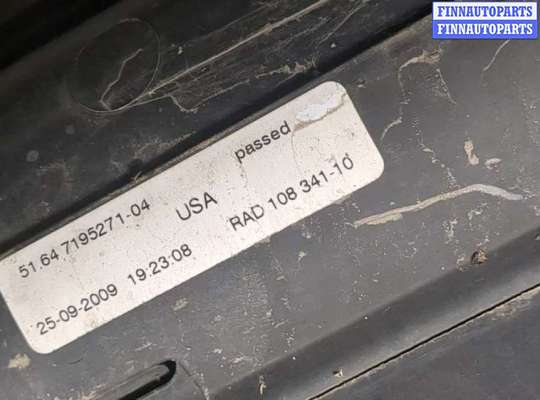 FINNAUTOPARTS
FINNAUTOPARTS
51.64 7195271-04 USA passed
25-09-2009 19:23:08 RAD 108 341-10